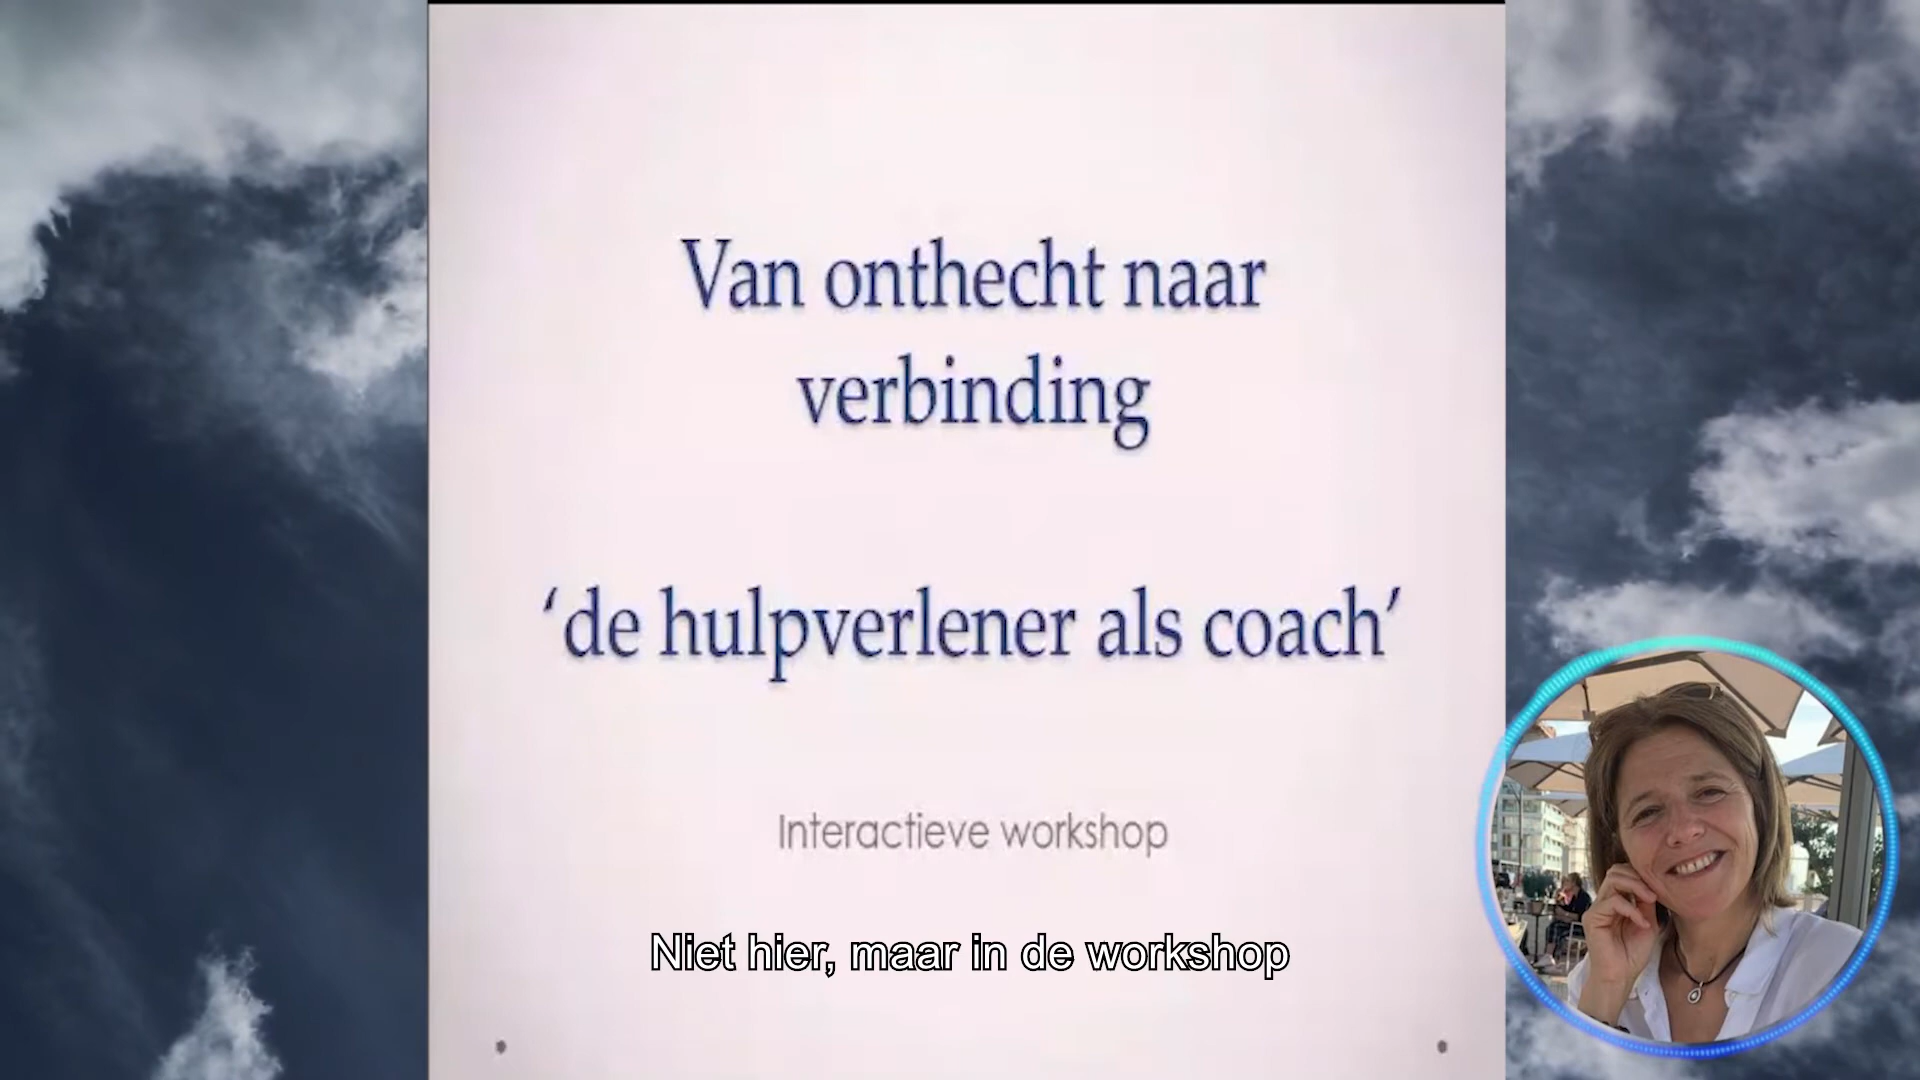 Van onthecht naar
verbinding
‘de hulpverlener als coach’
Interactieve workshop
Niet hier, maar in de workshop